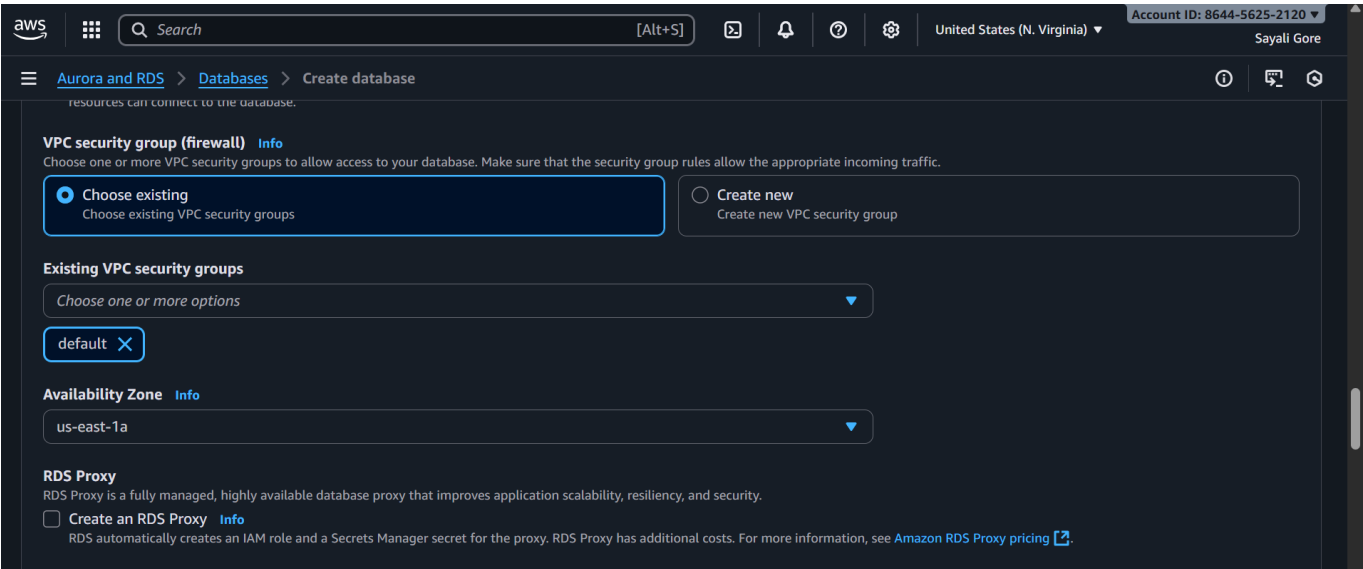 aws
Search [Alt+S]
United States (N. Virginia)
Account ID: 8644-5625-2120
Sayali Gore
Aurora and RDS > Databases > Create database
resources can connect to the database.
VPC security group (firewall) Info
Choose one or more VPC security groups to allow access to your database. Make sure that the security group rules allow the appropriate incoming traffic.
Choose existing
Choose existing VPC security groups
Create new
Create new VPC security group
Existing VPC security groups
Choose one or more options
default
Availability Zone Info
us-east-1a
RDS Proxy
RDS Proxy is a fully managed, highly available database proxy that improves application scalability, resiliency, and security.
Create an RDS Proxy Info
RDS automatically creates an IAM role and a Secrets Manager secret for the proxy. RDS Proxy has additional costs. For more information, see Amazon RDS Proxy pricing.